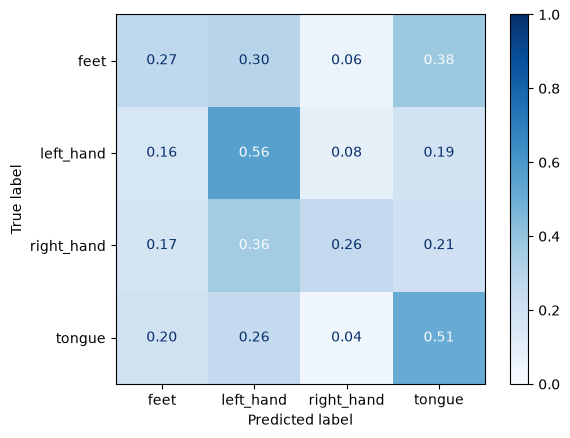 feet 0.27 0.30 0.06 0.38
left_hand 0.16 0.56 0.08 0.19
right_hand 0.17 0.36 0.26 0.21
tongue 0.20 0.26 0.04 0.51
feet left_hand right_hand tongue
Predicted label
True label
1.0
0.8
0.6
0.4
0.2
0.0